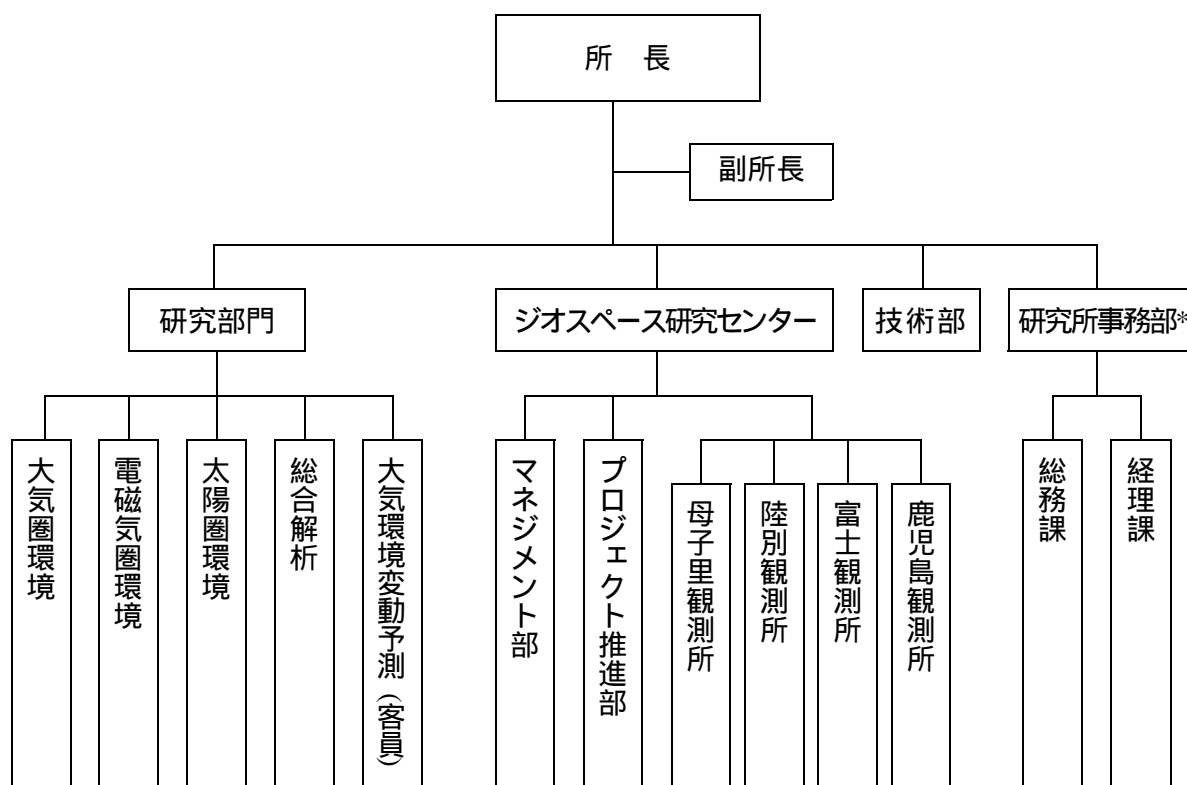 所 長
副所長
研究部門
ジオスペース研究センター
技術部
研究所事務部*
大気圏環境
電磁気圏環境
太陽圏環境
総合解析
大気環境変動予測(客員)
マネジメント部
プロジェクト推進部
母子里観測所
陸別観測所
富士観測所
鹿児島観測所
総務課
経理課